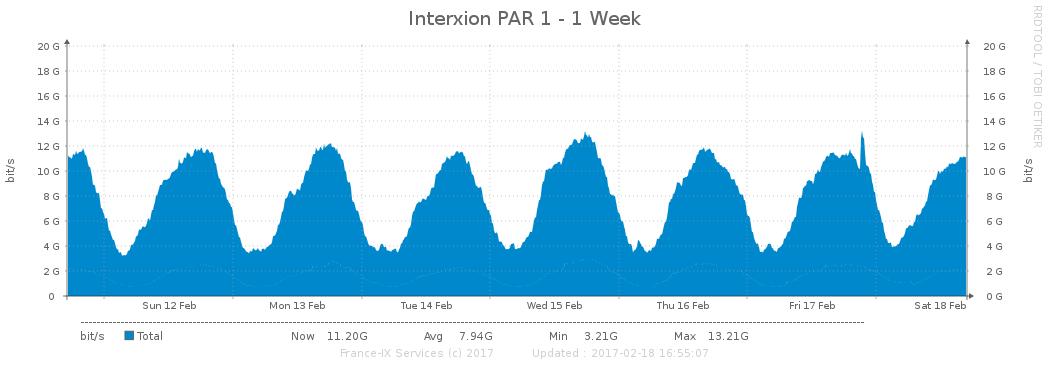 Interxion PAR 1 - 1 Week
RRDTOOL / TOBI OETIKER
bit/s
20 G 20 G
18 G 18 G
16 G 16 G
14 G 14 G
12 G 12 G
10 G 10 G
8 G 8 G
6 G 6 G
4 G 4 G
2 G 2 G
0 0 G
bit/s
Sun 12 Feb Mon 13 Feb Tue 14 Feb Wed 15 Feb Thu 16 Feb Fri 17 Feb Sat 18 Feb
bit/s Total Now 11.20G Avg 7.94G Min 3.21G Max 13.21G
France-IX Services (c) 2017 Updated : 2017-02-18 16:55:07